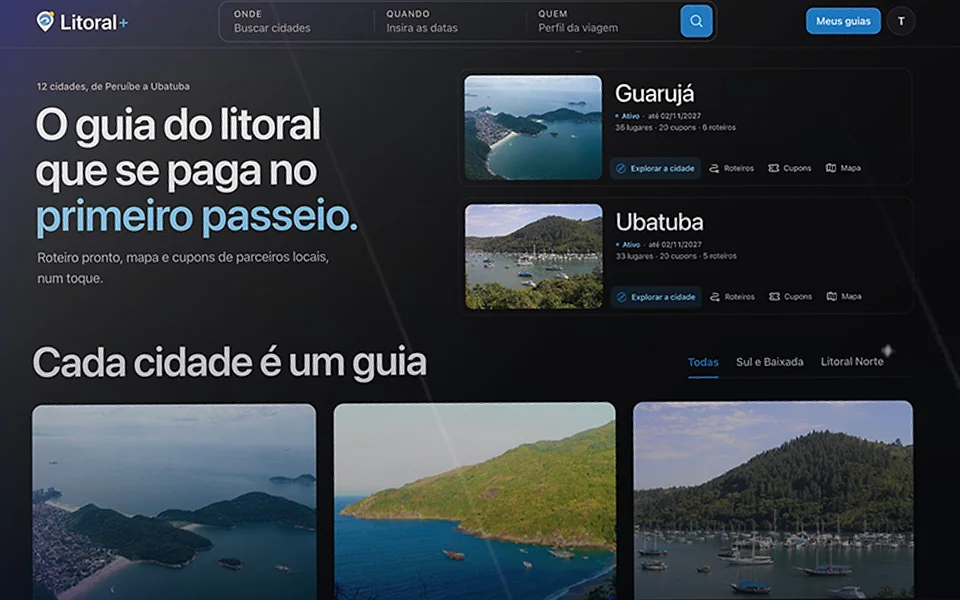 Litoral+
ONDE
Buscar cidades
QUANDO
Insira as datas
QUEM
Perfil da viagem
Meus guias
T
12 cidades, de Peruíbe a Ubatuba
O guia do litoral
que se paga no
primeiro passeio.
Roteiro pronto, mapa e cupons de parceiros locais,
num toque.
Guarujá
Ativo · até 02/11/2027
36 lugares · 20 cupons · 6 roteiros
Explorar a cidade
Roteiros
Cupons
Mapa
Ubatuba
Ativo · até 02/11/2027
33 lugares · 20 cupons · 5 roteiros
Explorar a cidade
Roteiros
Cupons
Mapa
Cada cidade é um guia
Todas
Sul e Baixada
Litoral Norte